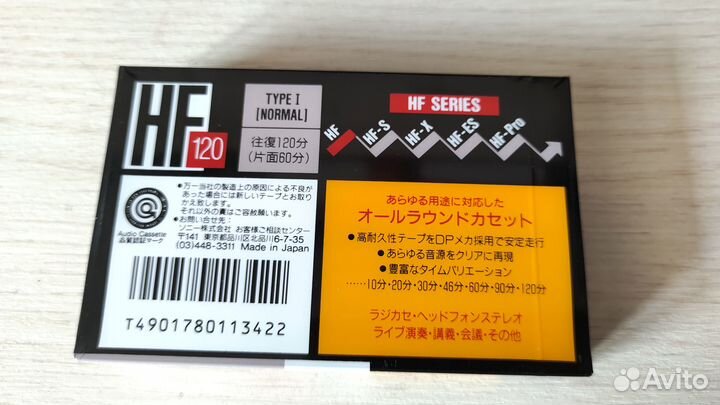 HF 120
TYPE I
[NORMAL]
往復120分
(片面60分)
HF SERIES
HF HF-S HF-X HF-ES HF-Pro
Audio Cassette
品質認証マーク
●万一当社の製造上の原因による不良が
あった場合には新しいテープとお取り
かえ致します。
それ以外の責はご容赦願います。
●お問い合せ先:
ソニー株式会社 お客様ご相談センター
〒141 東京都品川区北品川6-7-35
(03)448-3311 Made in Japan
T4901780113422
あらゆる用途に対応した
オールラウンドカセット
●高耐久性テープをDPメカ採用で安定走行
●あらゆる音源をクリアに再現
●豊富なタイムバリエーション
……10分・20分・30分・46分・60分・90分・120分
ラジカセ・ヘッドフォンステレオ
ライブ演奏・講義・会議・その他
Avito